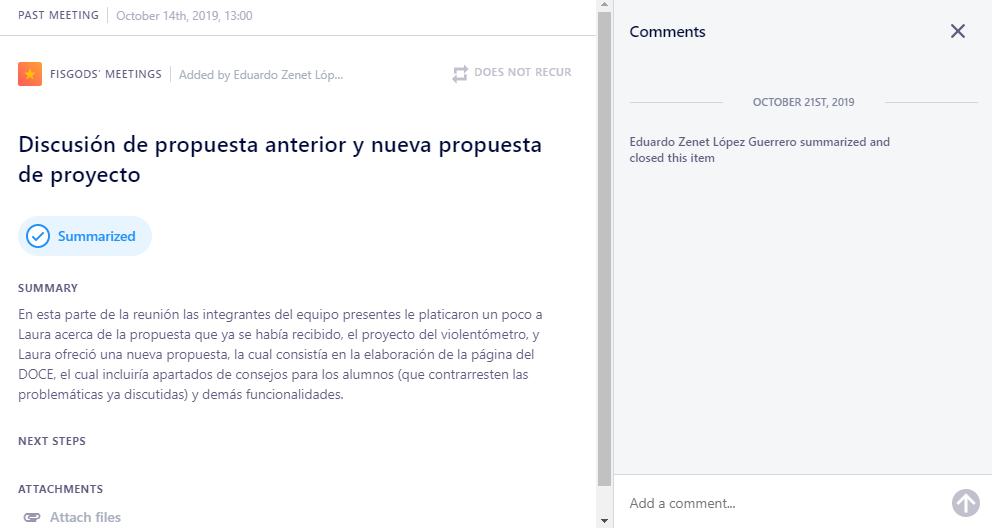 PAST MEETING October 14th, 2019, 13:00
FISGODS' MEETINGS Added by Eduardo Zenet Lóp...
DOES NOT RECUR
Discusión de propuesta anterior y nueva propuesta
de proyecto
Summarized
SUMMARY
En esta parte de la reunión las integrantes del equipo presentes le platicaron un poco a
Laura acerca de la propuesta que ya se había recibido, el proyecto del violentómetro, y
Laura ofreció una nueva propuesta, la cual consistía en la elaboración de la página del
DOCE, el cual incluiría apartados de consejos para los alumnos (que contrarresten las
problemáticas ya discutidas) y demás funcionalidades.
NEXT STEPS
ATTACHMENTS
Attach files
Comments
OCTOBER 21ST, 2019
Eduardo Zenet López Guerrero summarized and
closed this item
Add a comment...